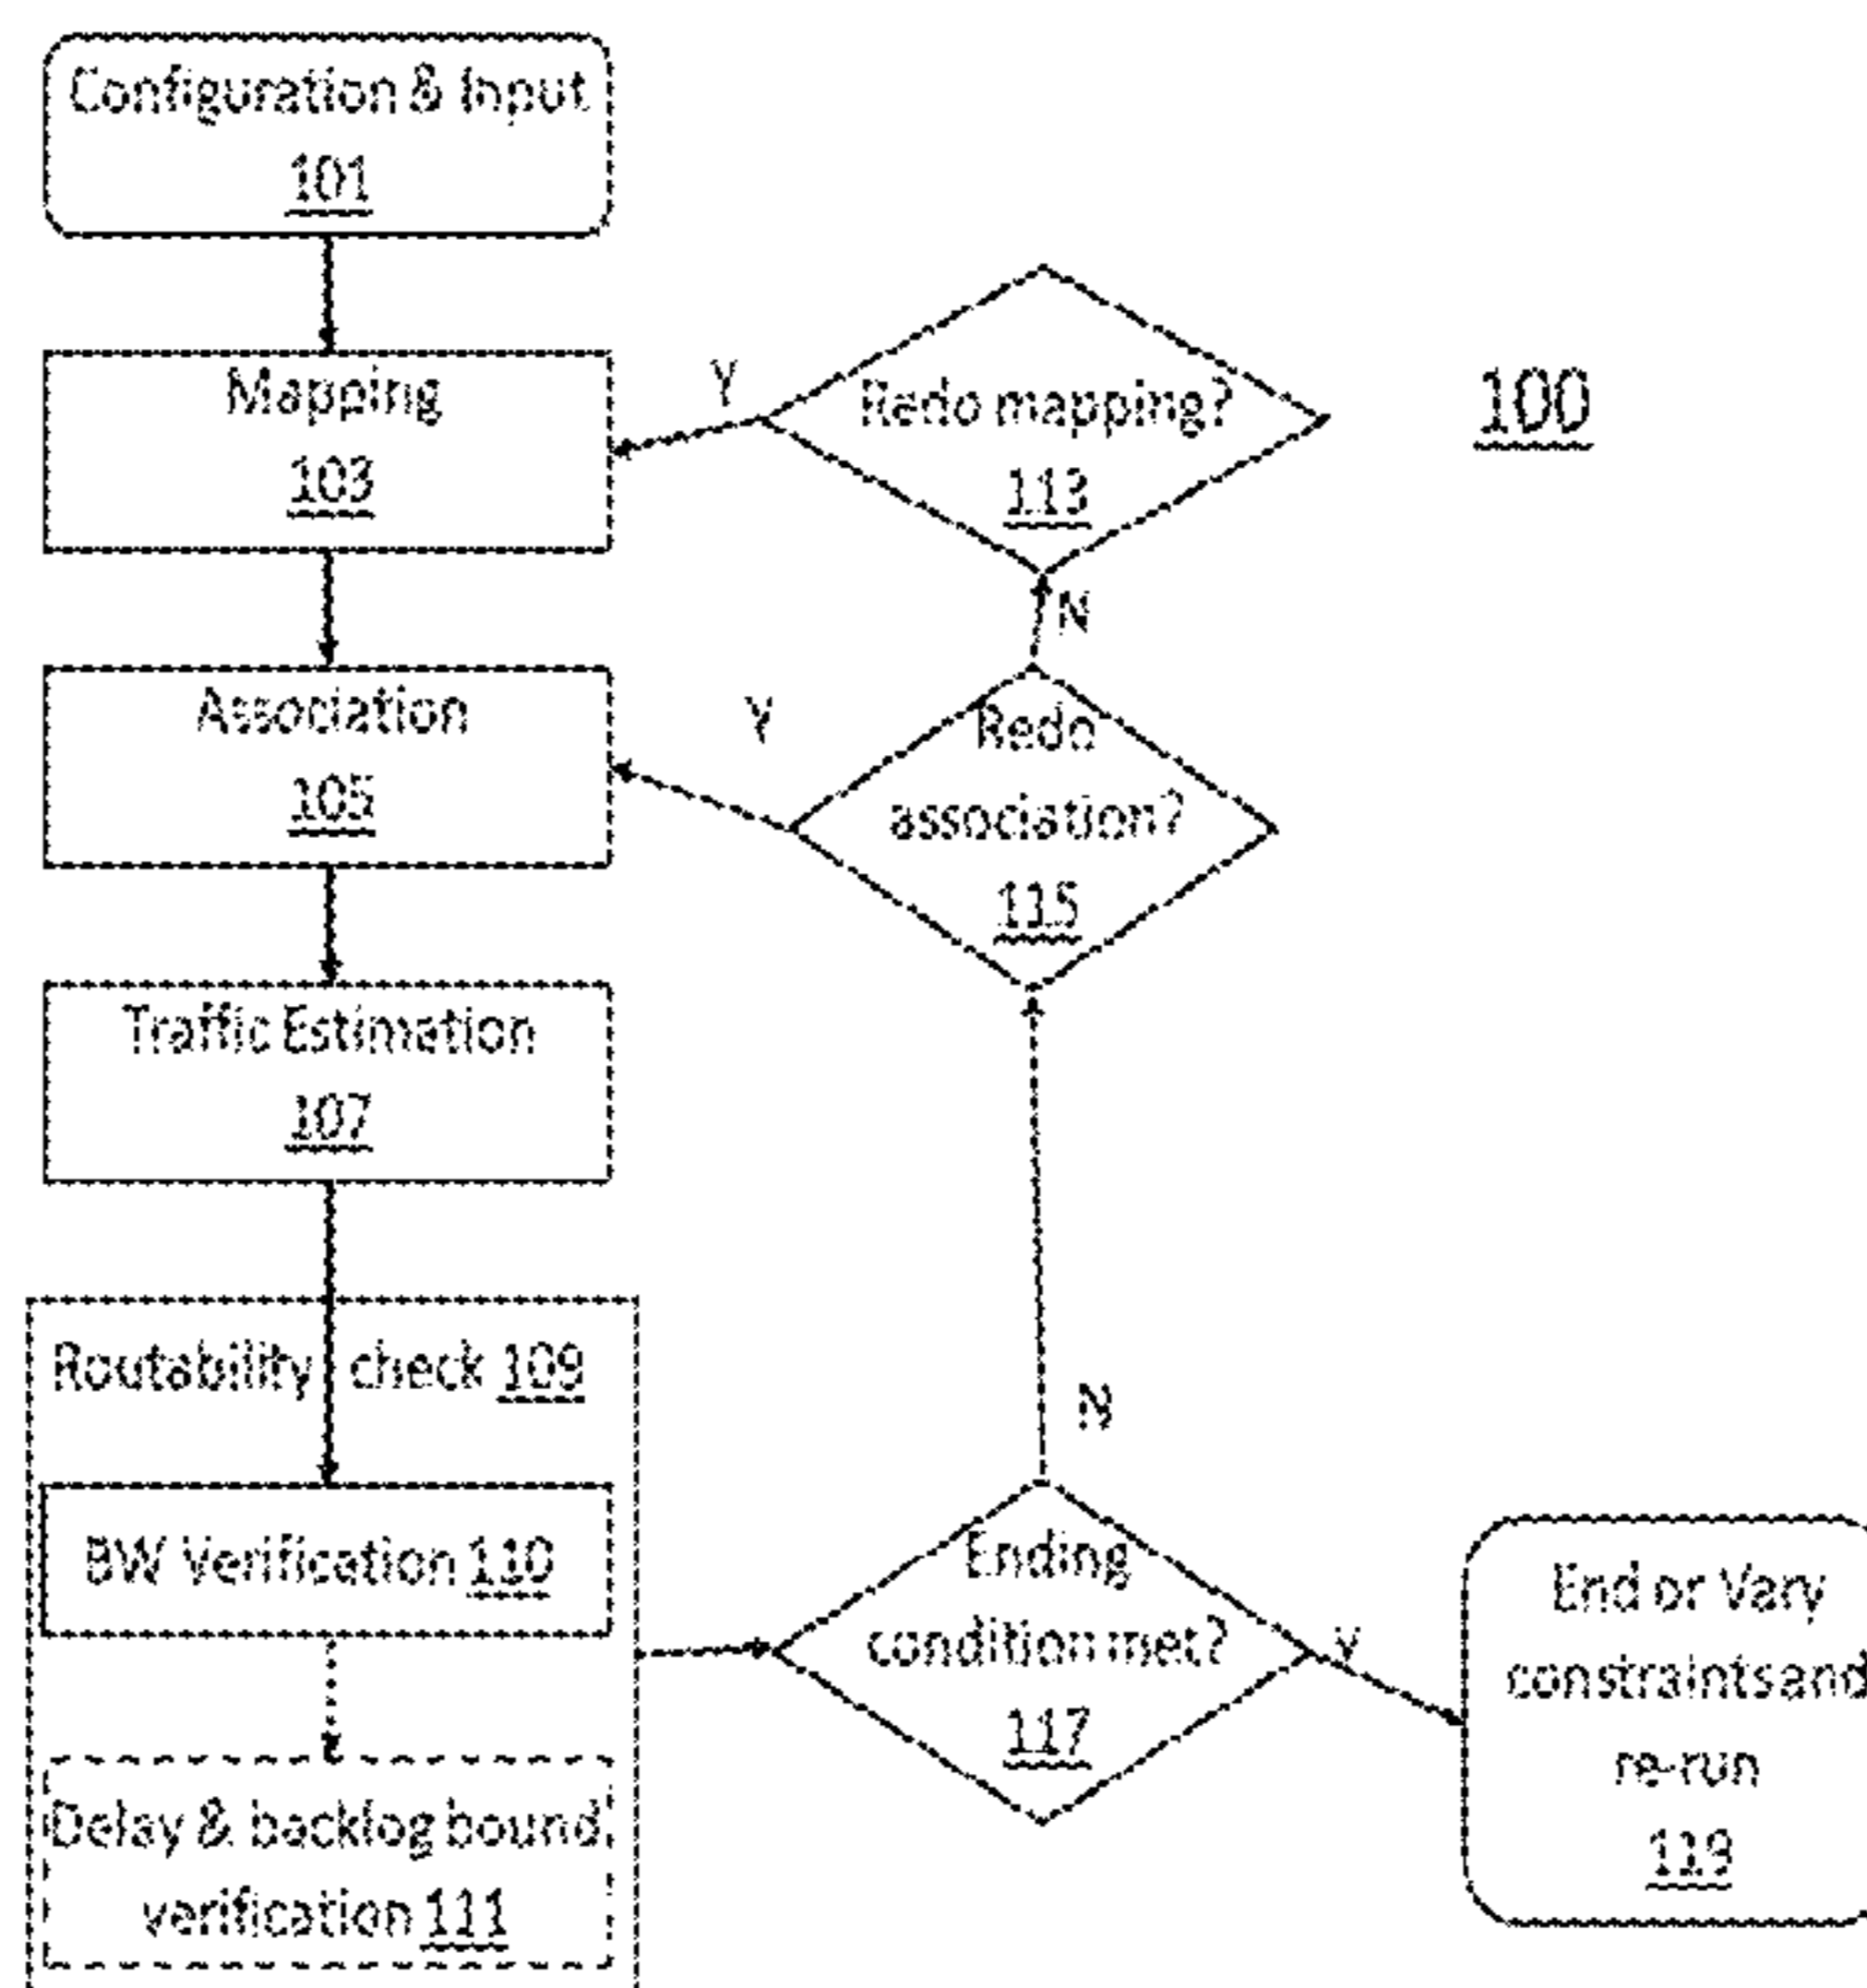 Configuration & Input
101
Mapping
103
Y
Redo mapping?
113
100
N
Association
105
Y
Redo
association?
115
Traffic Estimation
107
Routability check 109
N
BW Verification 110
Ending
condition met?
117
Y
End or Vary
constraints and
re-run
119
Delay & backlog bound
verification 111